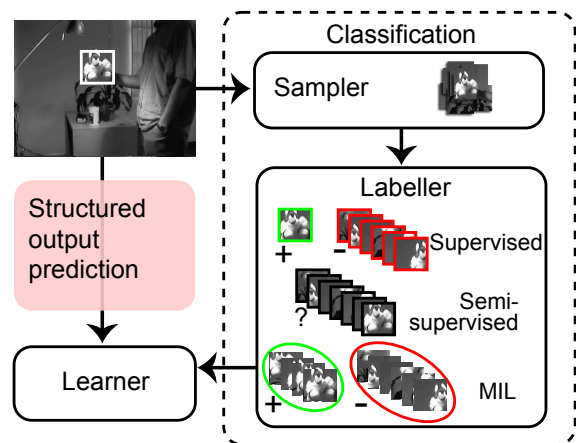 Classification
Sampler
Labeller
Structured
output
prediction
+ - Supervised
? Semi-
supervised
Learner
+ - MIL